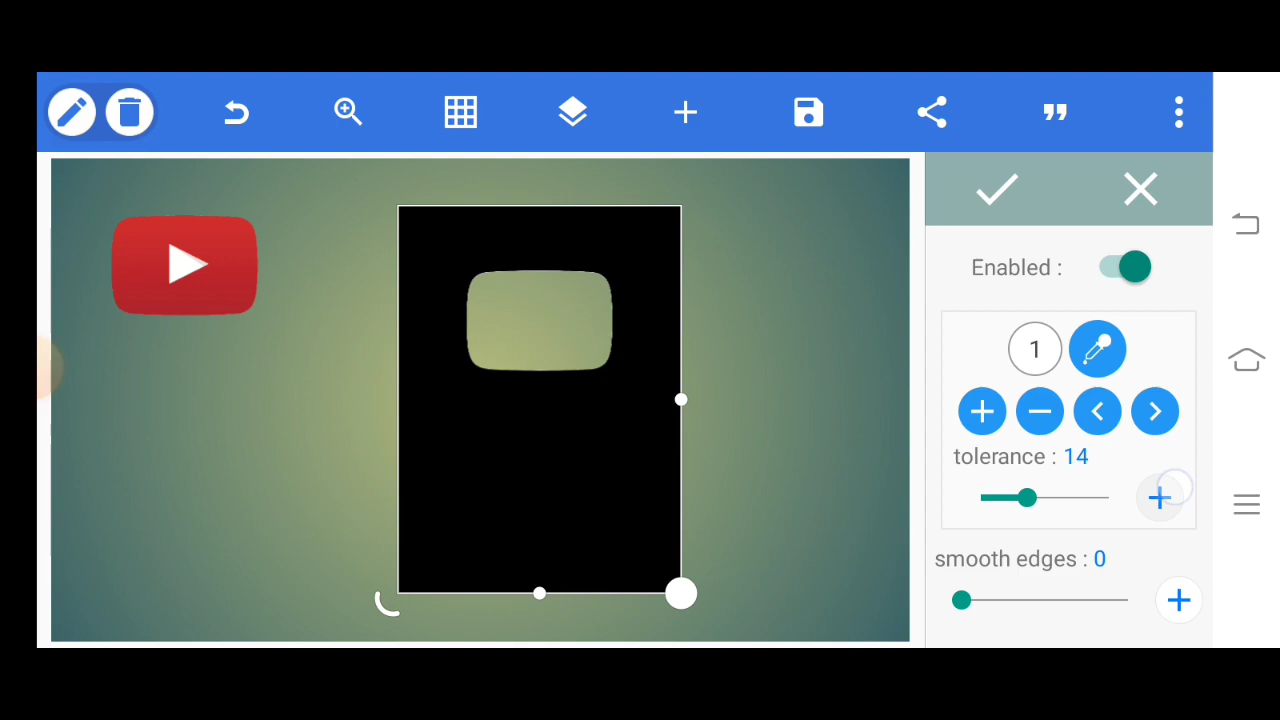 Enabled :
1
tolerance : 14
smooth edges : 0